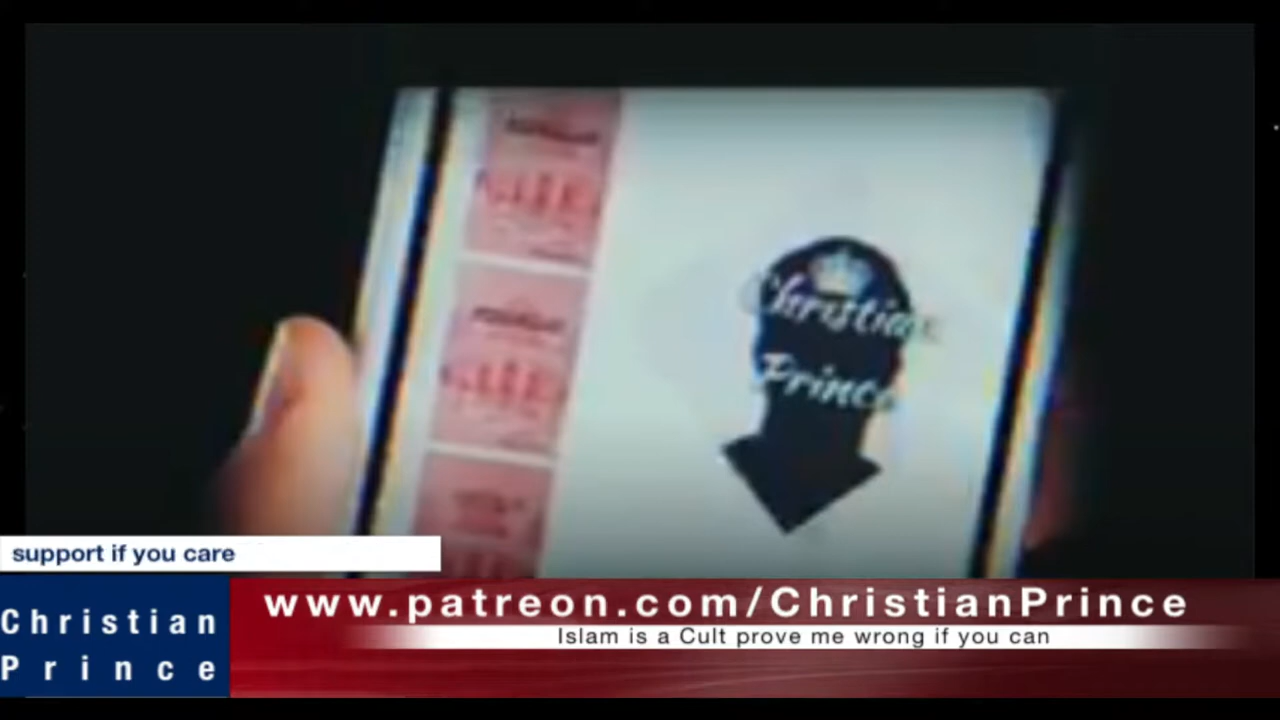 Christian
Prince
support if you care
Christian
Prince
www.patreon.com/ChristianPrince
Islam is a Cult prove me wrong if you can